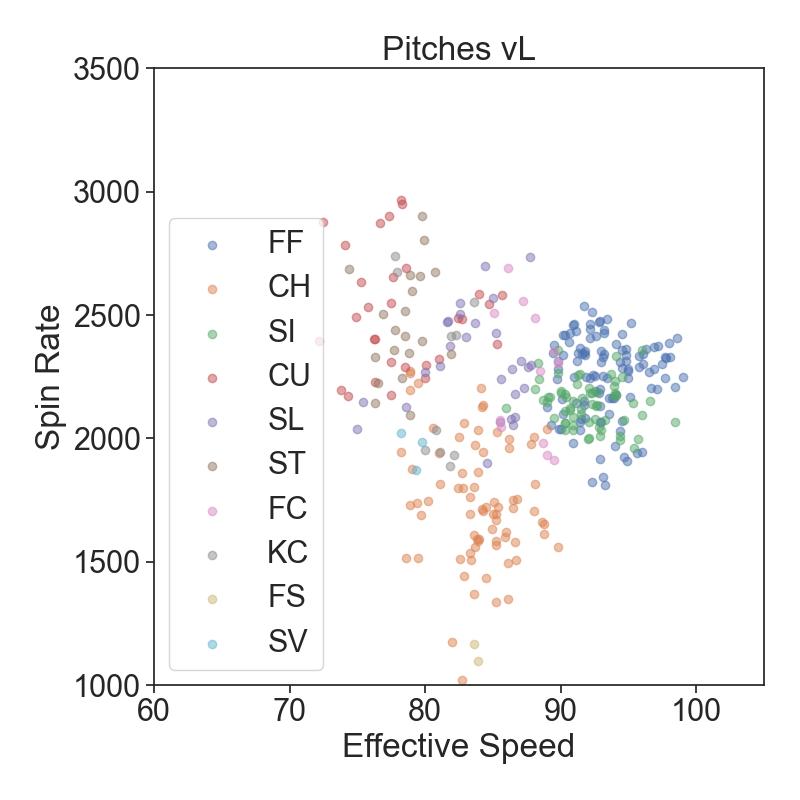 Pitches vL
3500
3000
2500
2000
1500
1000
Spin Rate
FF
CH
SI
CU
SL
ST
FC
KC
FS
SV
60 70 80 90 100
Effective Speed